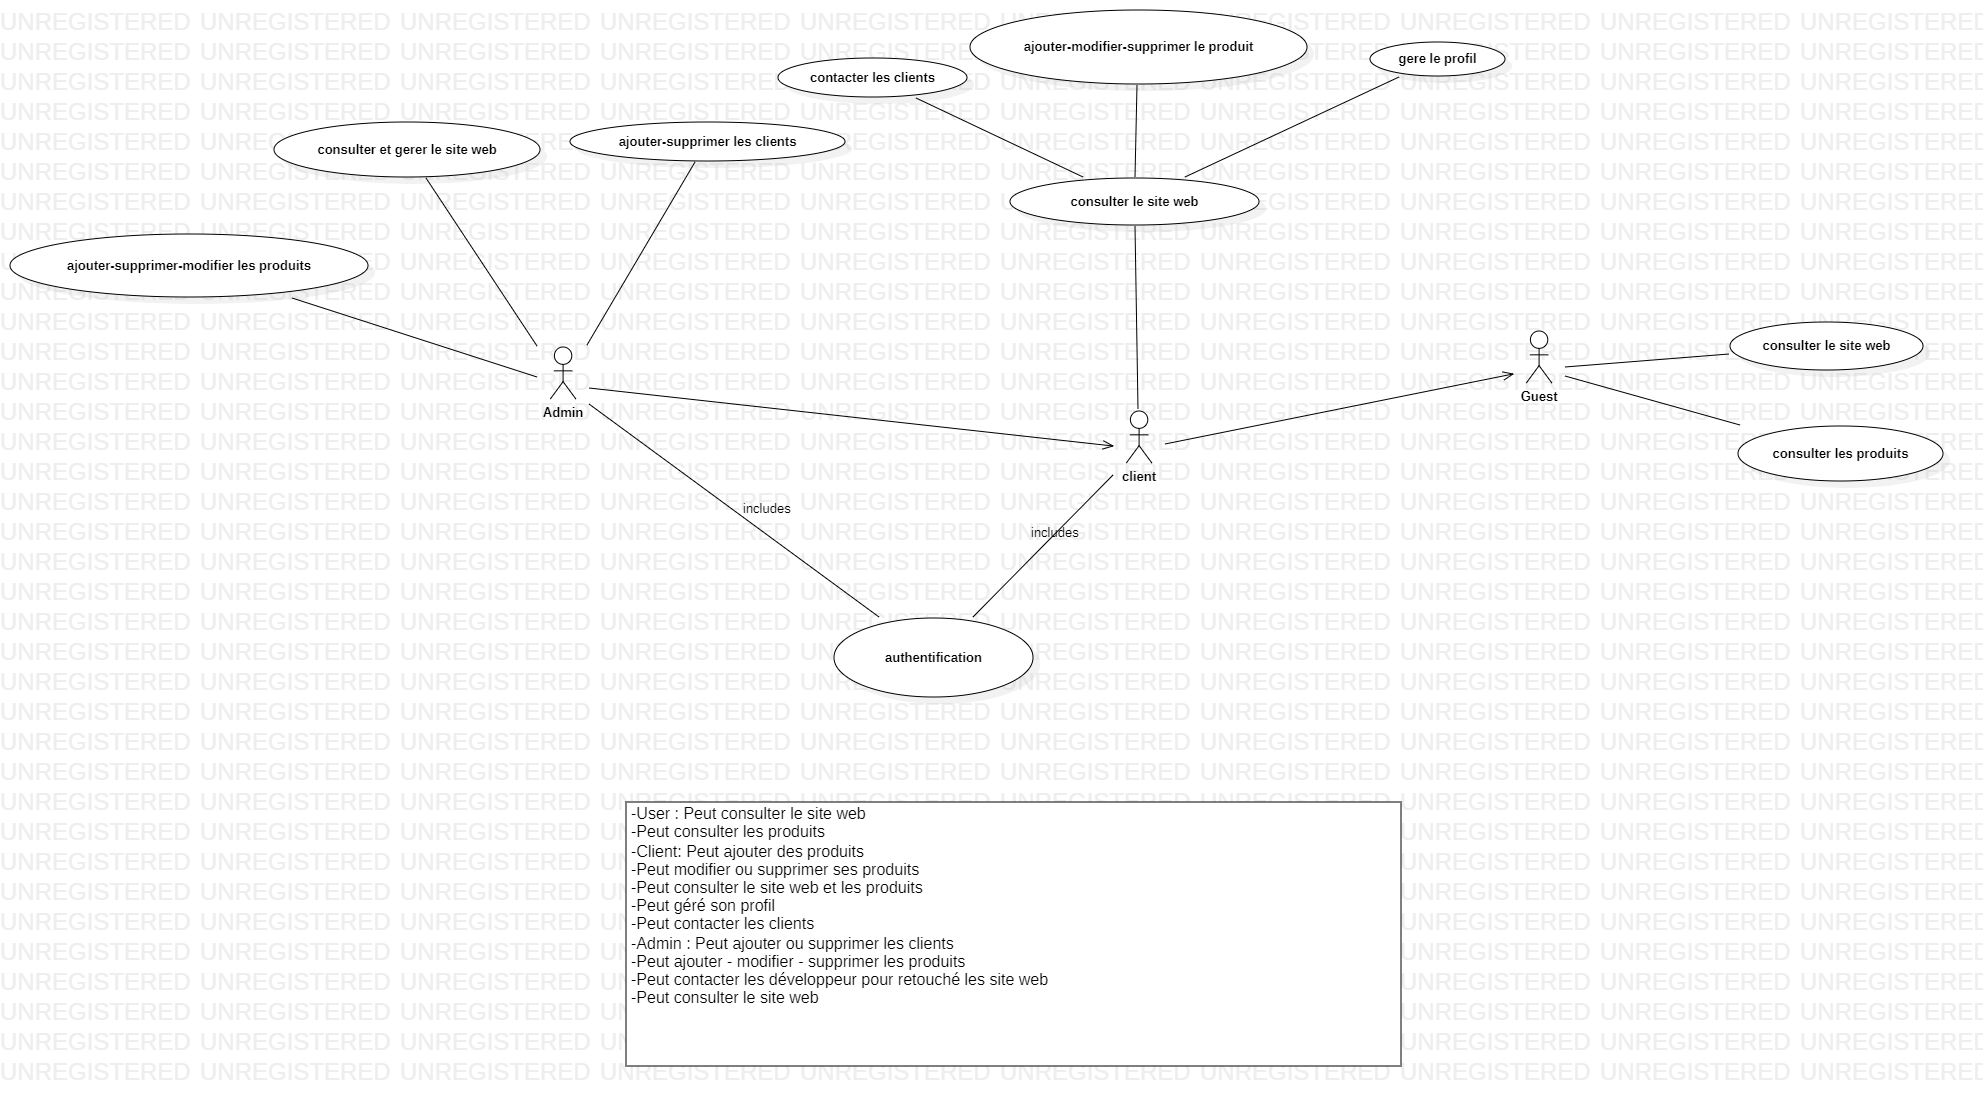 ajouter-modifier-supprimer le produit
gere le profil
contacter les clients
ajouter-supprimer les clients
consulter et gerer le site web
consulter le site web
ajouter-supprimer-modifier les produits
consulter le site web
Guest
Admin
consulter les produits
client
includes
includes
authentification
-User : Peut consulter le site web
-Peut consulter les produits
-Client: Peut ajouter des produits
-Peut modifier ou supprimer ses produits
-Peut consulter le site web et les produits
-Peut géré son profil
-Peut contacter les clients
-Admin : Peut ajouter ou supprimer les clients
-Peut ajouter - modifier - supprimer les produits
-Peut contacter les développeur pour retouché les site web
-Peut consulter le site web
UNREGISTERED